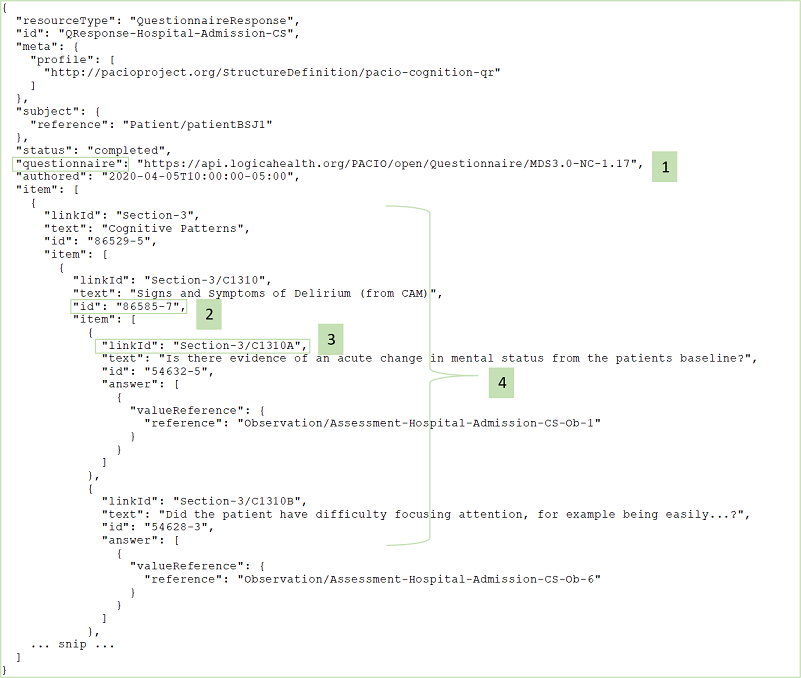 {
  "resourceType": "QuestionnaireResponse",
  "id": "QResponse-Hospital-Admission-CS",
  "meta": {
    "profile": [
      "http://pacioproject.org/StructureDefinition/pacio-cognition-qr"
    ]
  },
  "subject": {
    "reference": "Patient/patientBSJ1"
  },
  "status": "completed",
  "questionnaire": "https://api.logicahealth.org/PACIO/open/Questionnaire/MDS3.0-NC-1.17", 1
  "authored": "2020-04-05T10:00:00-05:00",
  "item": [
    {
      "linkId": "Section-3",
      "text": "Cognitive Patterns",
      "id": "86529-5",
      "item": [
        {
          "linkId": "Section-3/C1310",
          "text": "Signs and Symptoms of Delirium (from CAM)",
          "id": "86585-7", 2
          "item": [
            {
              "linkId": "Section-3/C1310A", 3
              "text": "Is there evidence of an acute change in mental status from the patients baseline?",
              "id": "54632-5",
              "answer": [ 4
                {
                  "valueReference": {
                    "reference": "Observation/Assessment-Hospital-Admission-CS-Ob-1"
                  }
                }
              ]
            },
            {
              "linkId": "Section-3/C1310B",
              "text": "Did the patient have difficulty focusing attention, for example being easily...?",
              "id": "54628-3",
              "answer": [
                {
                  "valueReference": {
                    "reference": "Observation/Assessment-Hospital-Admission-CS-Ob-6"
                  }
                }
              ]
            },
    ... snip ...
  ]
}